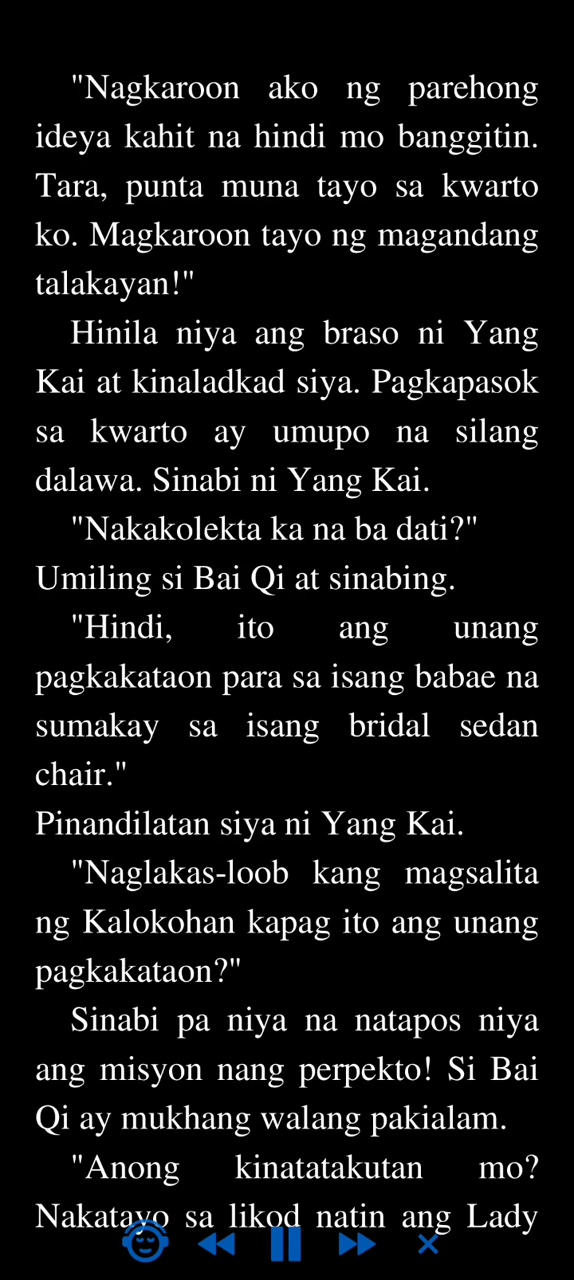 "Nagkaroon ako ng parehong
ideya kahit na hindi mo banggitin.
Tara, punta muna tayo sa kwarto
ko. Magkaroon tayo ng magandang
talakayan!"
Hinila niya ang braso ni Yang
Kai at kinaladkad siya. Pagkapasok
sa kwarto ay umupo na silang
dalawa. Sinabi ni Yang Kai.
"Nakakolekta ka na ba dati?"
Umiling si Bai Qi at sinabing.
"Hindi, ito ang unang
pagkakataon para sa isang babae na
sumakay sa isang bridal sedan
chair."
Pinandilatan siya ni Yang Kai.
"Naglakas-loob kang magsalita
ng Kalokohan kapag ito ang unang
pagkakataon?"
Sinabi pa niya na natapos niya
ang misyon nang perpekto! Si Bai
Qi ay mukhang walang pakialam.
"Anong kinatatakutan mo?
Nakatayo sa likod natin ang Lady